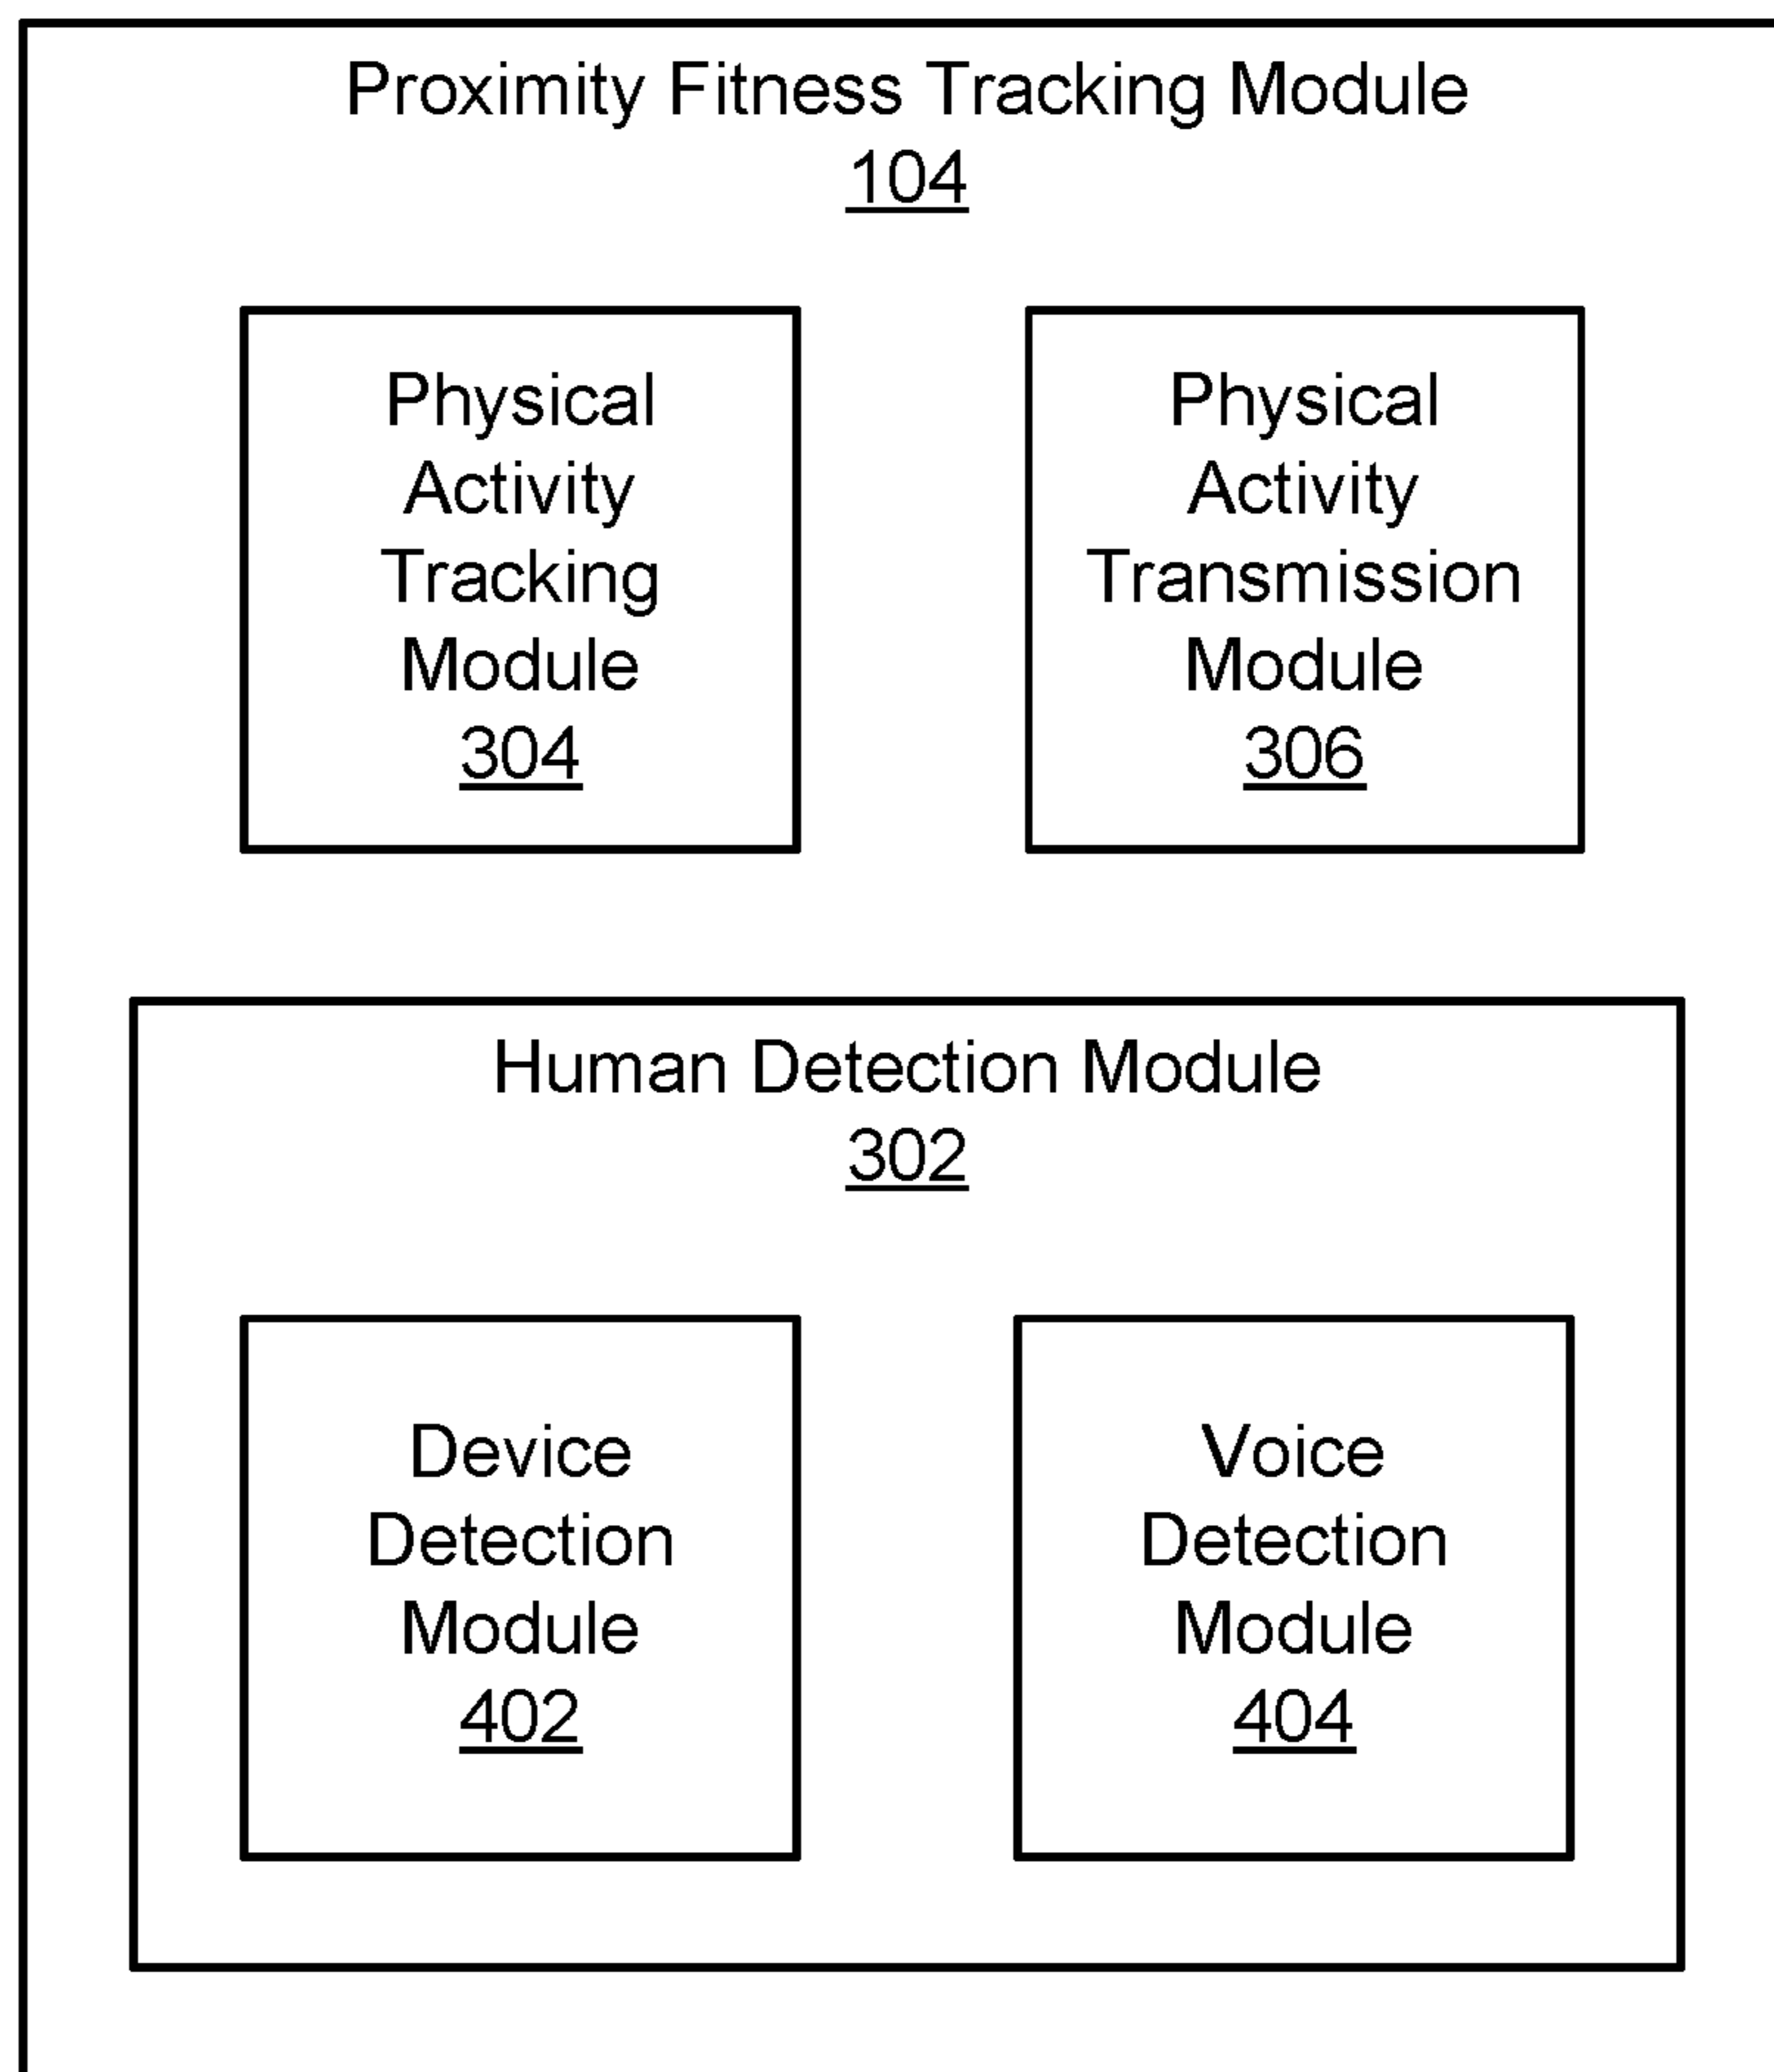 Proximity Fitness Tracking Module
104
Physical
Activity
Tracking
Module
304
Physical
Activity
Transmission
Module
306
Human Detection Module
302
Device
Detection
Module
402
Voice
Detection
Module
404